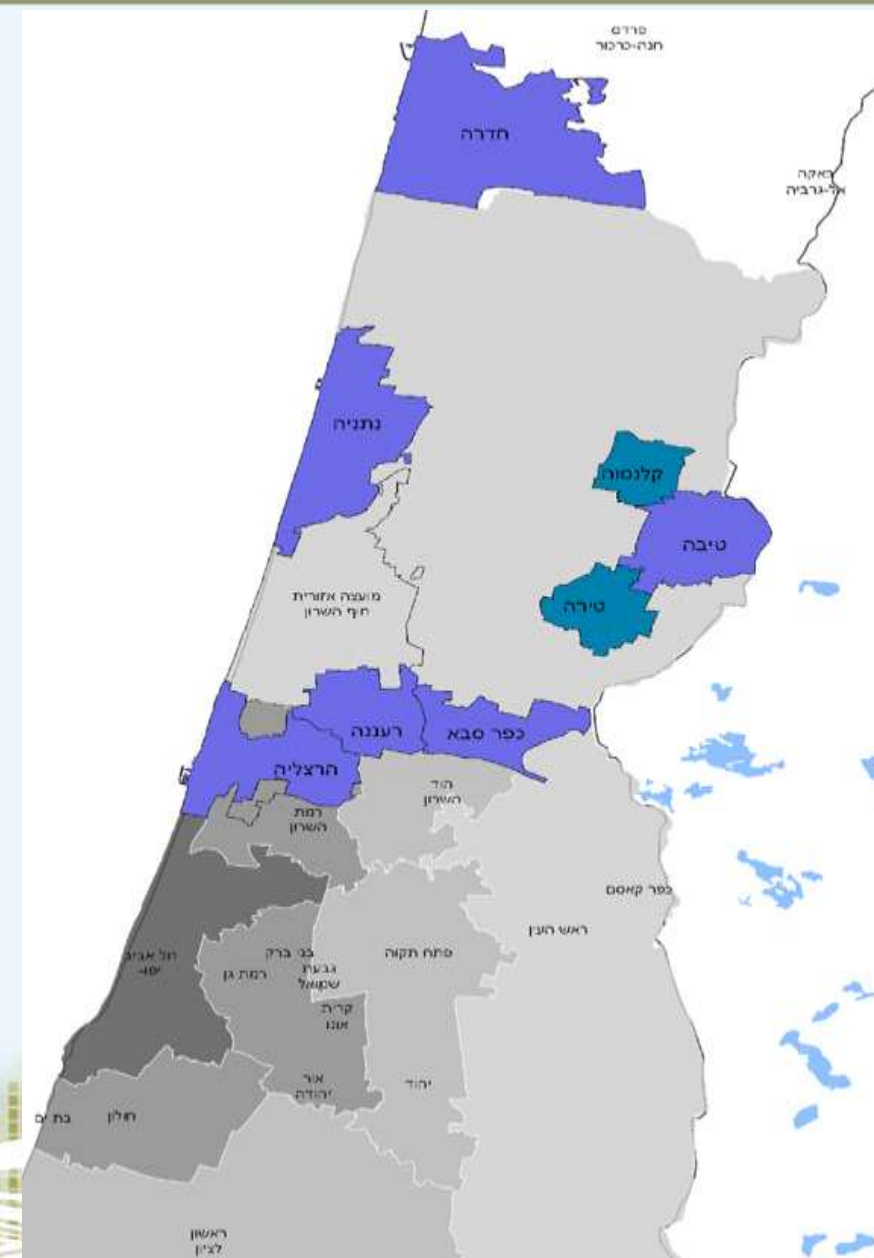 פרדס
חנה-כרכור
חדרה
באקה
אל-גרביה
נתניה
קלנסווה
טיבה
טירה
מועצה אזורית
חוף השרון
רעננה
כפר סבא
הרצליה
הוד
השרון
רמת
השרון
כפר קאסם
ראש העין
פתח תקוה
בני ברק
תל אביב
יפו-
רמת גן
גבעת
שמואל
קרית
אונו
אור
יהודה
יהוד
חולון
בת ים
ראשון
לציון